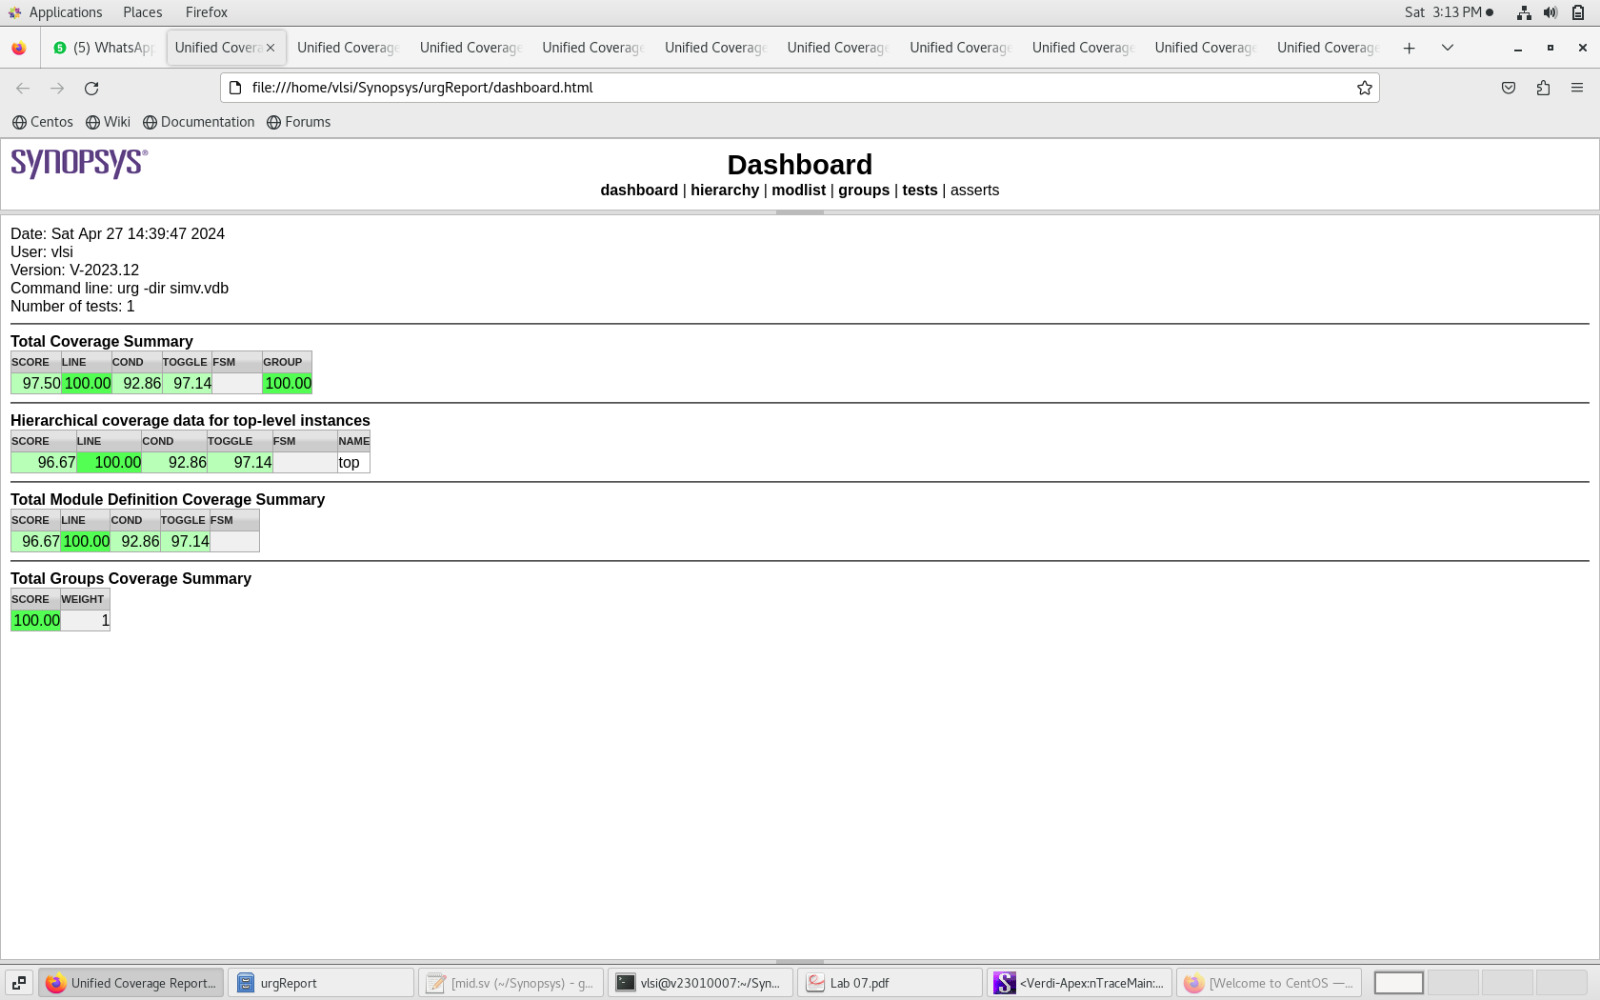 Applications Places Firefox Sat 3:13 PM
(5) WhatsApp Unified Covera Unified Coverage Unified Coverage Unified Coverage Unified Coverage Unified Coverage Unified Coverage Unified Coverage Unified Coverage Unified Coverage
file:///home/vlsi/Synopsys/urgReport/dashboard.html
Centos Wiki Documentation Forums
SYNOPSYS®
Dashboard
dashboard | hierarchy | modlist | groups | tests | asserts
Date: Sat Apr 27 14:39:47 2024
User: vlsi
Version: V-2023.12
Command line: urg -dir simv.vdb
Number of tests: 1
Total Coverage Summary
SCORE LINE COND TOGGLE FSM GROUP
97.50 100.00 92.86 97.14 100.00
Hierarchical coverage data for top-level instances
SCORE LINE COND TOGGLE FSM NAME
96.67 100.00 92.86 97.14 top
Total Module Definition Coverage Summary
SCORE LINE COND TOGGLE FSM
96.67 100.00 92.86 97.14
Total Groups Coverage Summary
SCORE WEIGHT
100.00 1
Unified Coverage Report... urgReport [mid.sv (~/Synopsys) – g... vlsi@v23010007:~/Syn... Lab 07.pdf <Verdi-Apex:nTraceMain:... [Welcome to CentOS —...